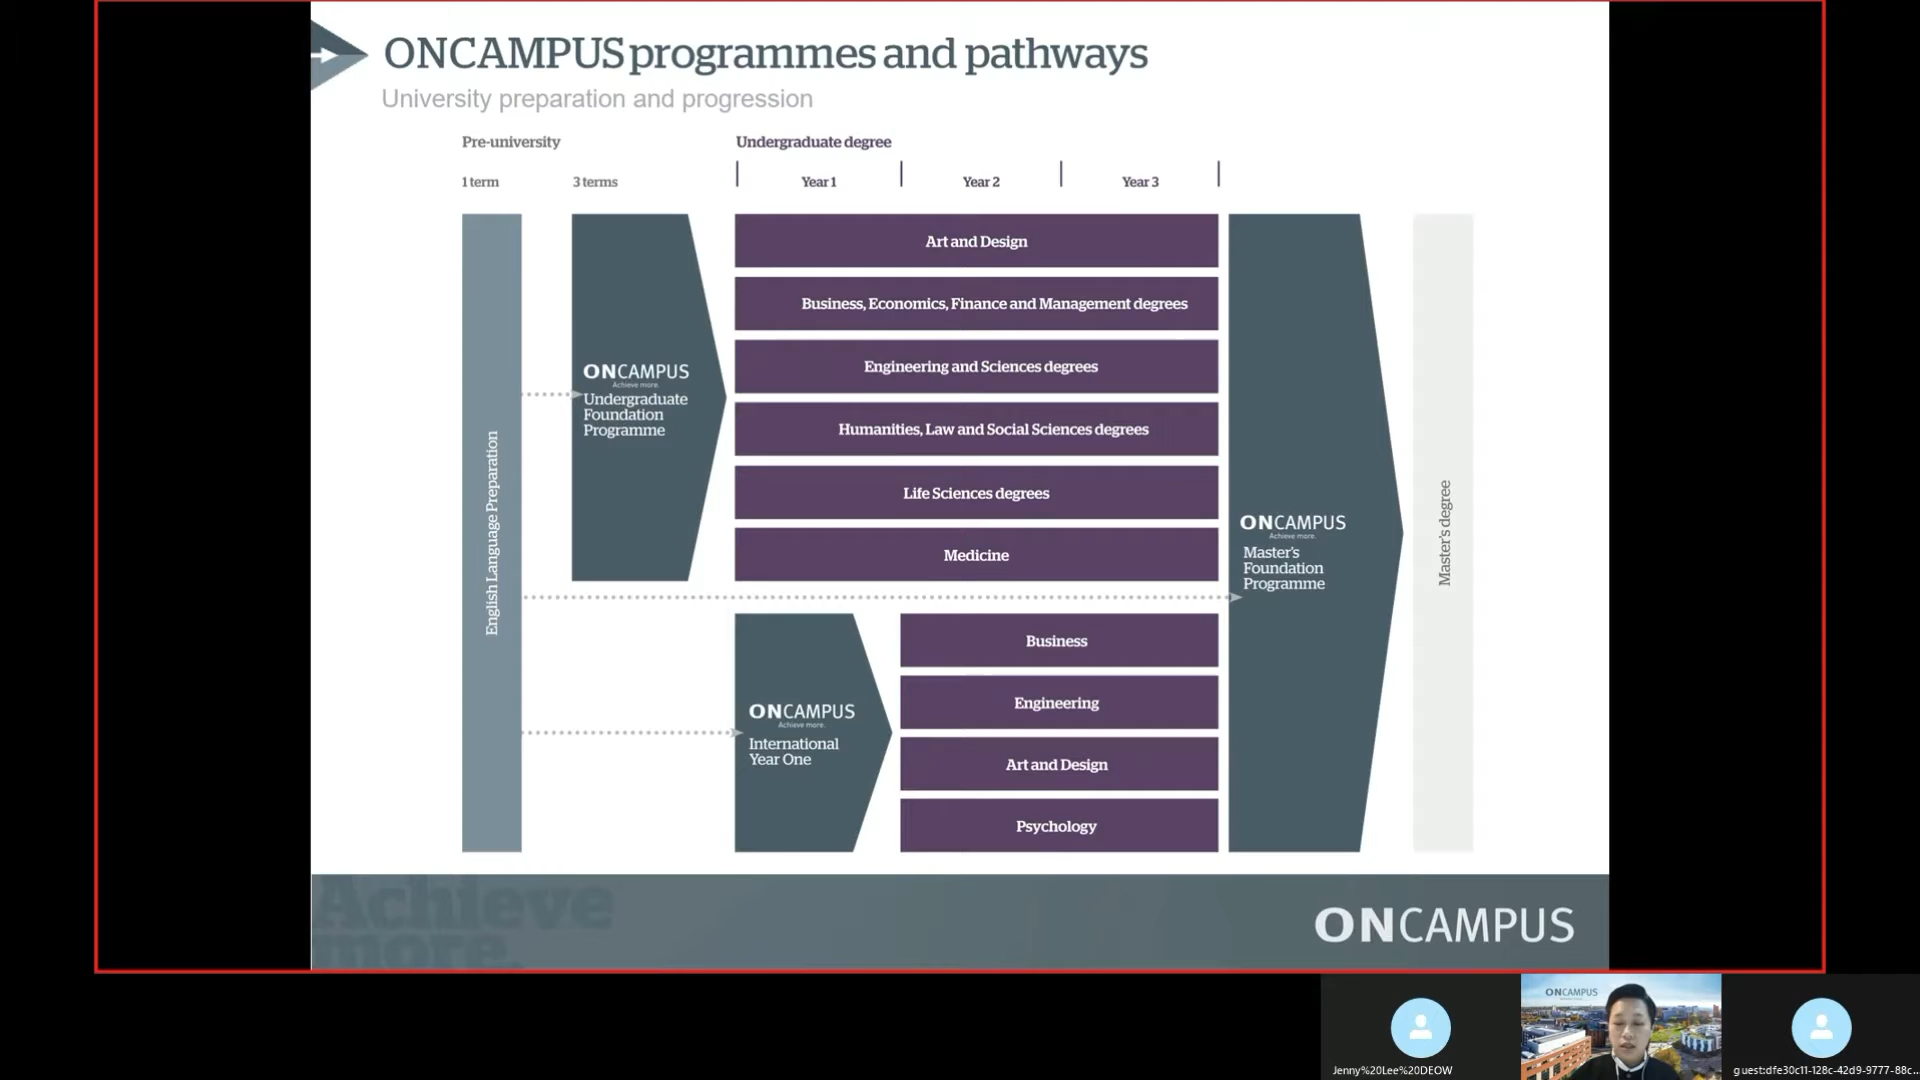 ONCAMPUS programmes and pathways
University preparation and progression
Pre-university
Undergraduate degree
1 term
3 terms
Year 1
Year 2
Year 3
English Language Preparation
ONCAMPUS
Achieve more.
Undergraduate
Foundation
Programme
Art and Design
Business, Economics, Finance and Management degrees
Engineering and Sciences degrees
Humanities, Law and Social Sciences degrees
Life Sciences degrees
Medicine
ONCAMPUS
Achieve more.
International
Year One
Business
Engineering
Art and Design
Psychology
ONCAMPUS
Achieve more.
Master's
Foundation
Programme
Master's degree
Achieve
more.
ONCAMPUS
Jenny%20Lee%20DEOW
ONCAMPUS
guest:dfe30c11-128c-42d9-9777-88c...